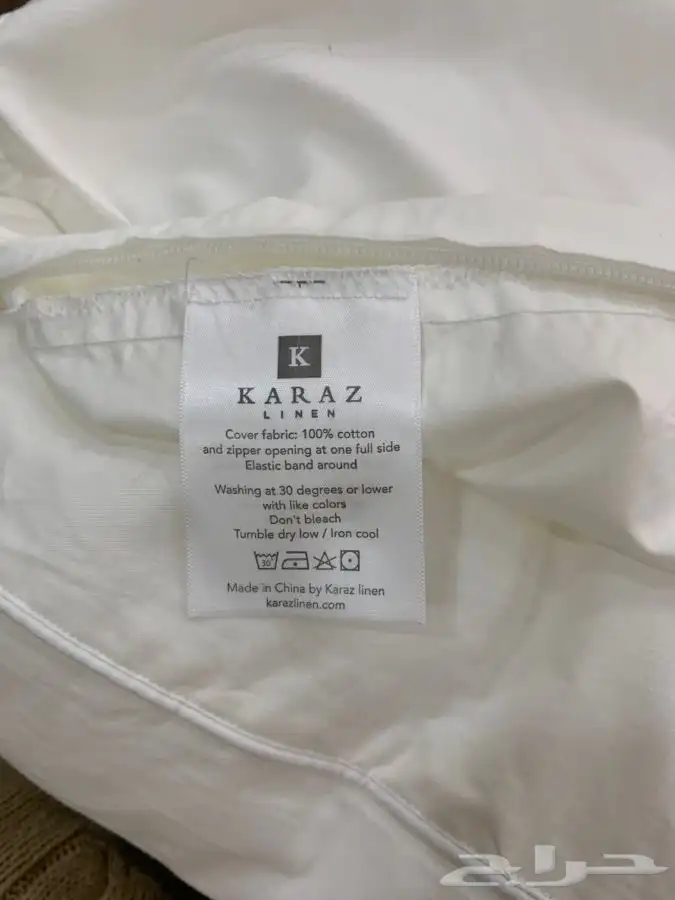 K
KARAZ
LINEN
Cover fabric: 100% cotton
and zipper opening at one full side
Elastic band around
Washing at 30 degrees or lower
with like colors
Don't bleach
Tumble dry low / Iron cool
30°
Made in China by Karaz linen
karazlinen.com
حراج